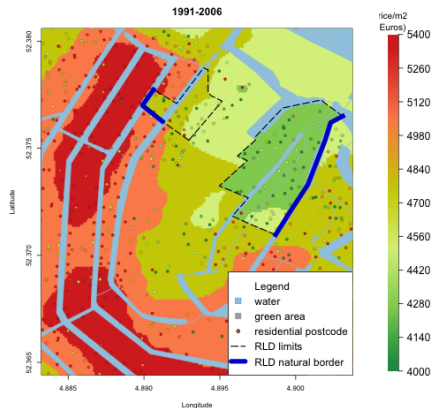 1991-2006
rice/m2
Euros)
52.380
52.375
52.370
52.365
Latitude
5400
5260
5120
4980
4840
4700
4560
4420
4280
4140
4000
Legend
water
green area
residential postcode
RLD limits
RLD natural border
4.885
4.890
4.895
4.900
Longitude